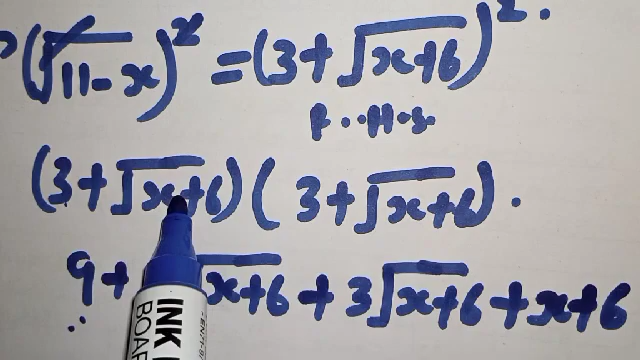 (√11-x)² = (3+√x+6)².
R.H.S.
(3+√x+6)(3+√x+6).
9+ √x+6 + 3√x+6 + x+6
INK
BOAR